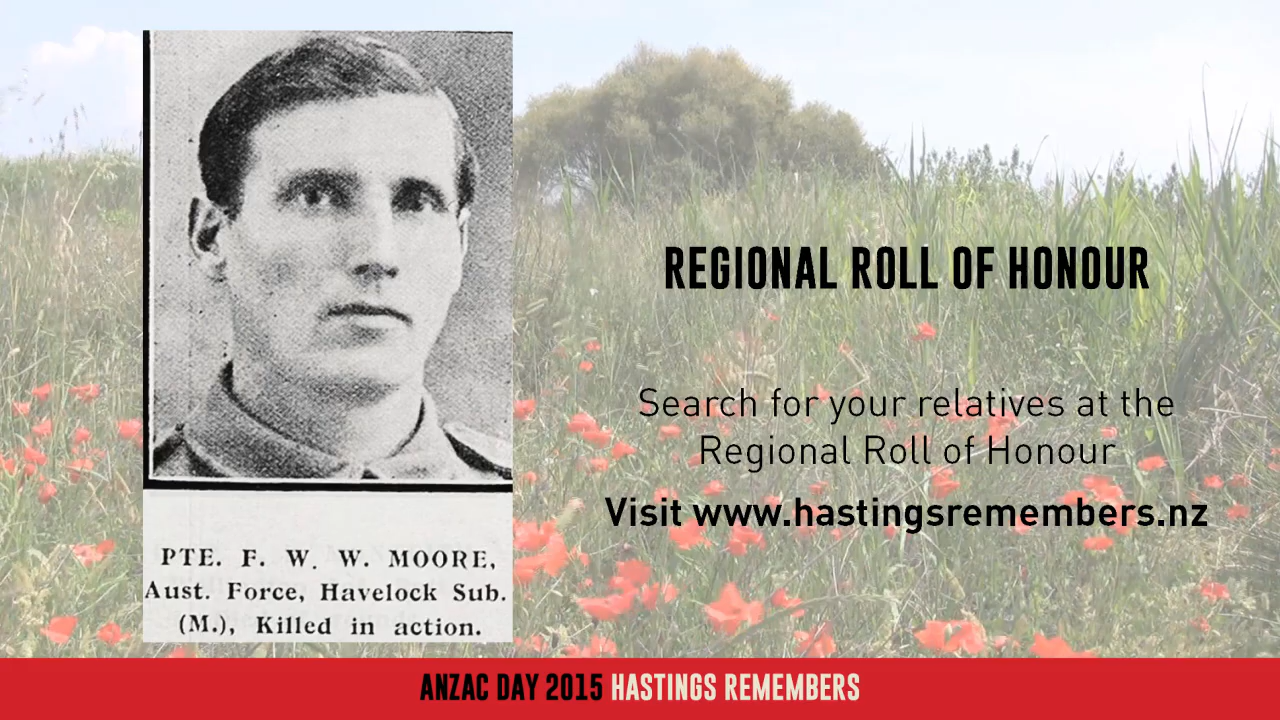 REGIONAL ROLL OF HONOUR
Search for your relatives at the
Regional Roll of Honour
Visit www.hastingsremembers.nz
PTE. F. W. W. MOORE,
Aust. Force, Havelock Sub.
(M.), Killed in action.
ANZAC DAY 2015 HASTINGS REMEMBERS